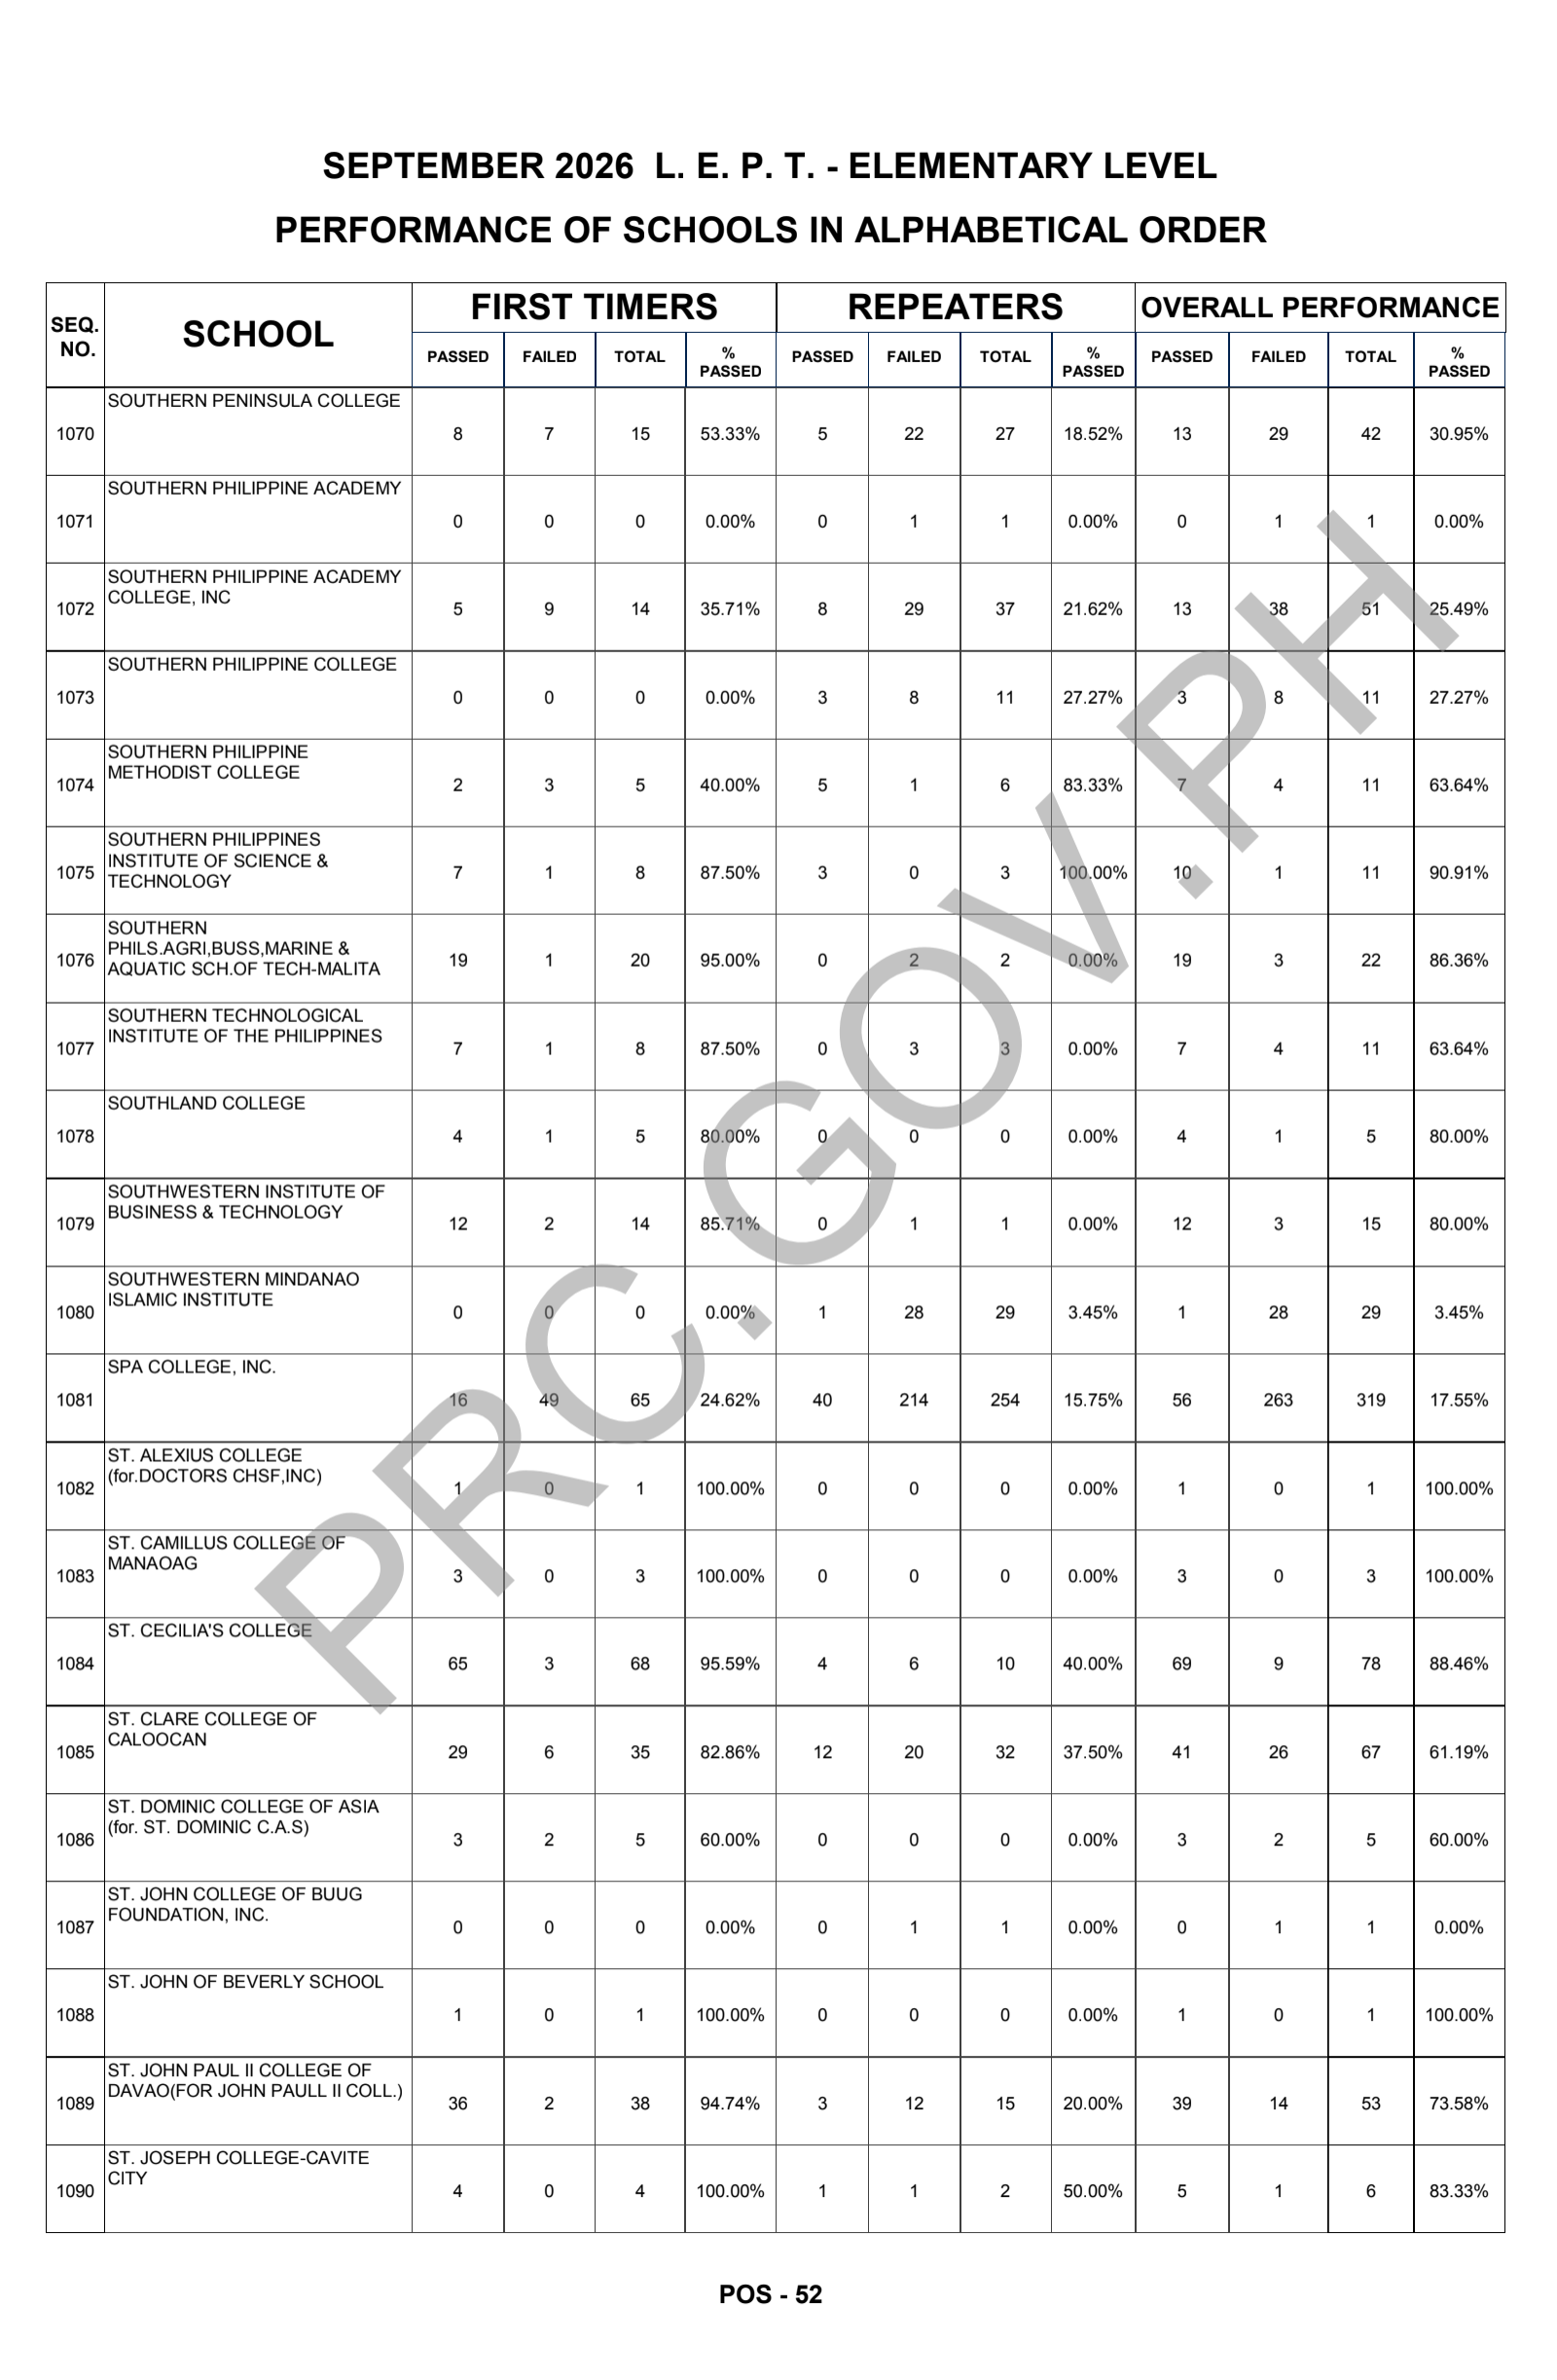 SEPTEMBER 2026 L. E. P. T. - ELEMENTARY LEVEL
PERFORMANCE OF SCHOOLS IN ALPHABETICAL ORDER
SEQ. NO. SCHOOL FIRST TIMERS REPEATERS OVERALL PERFORMANCE
PASSED FAILED TOTAL % PASSED PASSED FAILED TOTAL % PASSED PASSED FAILED TOTAL % PASSED
SOUTHERN PENINSULA COLLEGE
1070 8 7 15 53.33% 5 22 27 18.52% 13 29 42 30.95%
SOUTHERN PHILIPPINE ACADEMY
1071 0 0 0 0.00% 0 1 1 0.00% 0 1 1 0.00%
SOUTHERN PHILIPPINE ACADEMY
COLLEGE, INC
1072 5 9 14 35.71% 8 29 37 21.62% 13 38 51 25.49%
SOUTHERN PHILIPPINE COLLEGE
1073 0 0 0 0.00% 3 8 11 27.27% 3 8 11 27.27%
SOUTHERN PHILIPPINE
METHODIST COLLEGE
1074 2 3 5 40.00% 5 1 6 83.33% 7 4 11 63.64%
SOUTHERN PHILIPPINES
INSTITUTE OF SCIENCE &
TECHNOLOGY
1075 7 1 8 87.50% 3 0 3 100.00% 10 1 11 90.91%
SOUTHERN
PHILS.AGRI,BUSS,MARINE &
AQUATIC SCH.OF TECH-MALITA
1076 19 1 20 95.00% 0 2 2 0.00% 19 3 22 86.36%
SOUTHERN TECHNOLOGICAL
INSTITUTE OF THE PHILIPPINES
1077 7 1 8 87.50% 0 3 3 0.00% 7 4 11 63.64%
SOUTHLAND COLLEGE
1078 4 1 5 80.00% 0 0 0 0.00% 4 1 5 80.00%
SOUTHWESTERN INSTITUTE OF
BUSINESS & TECHNOLOGY
1079 12 2 14 85.71% 0 1 1 0.00% 12 3 15 80.00%
SOUTHWESTERN MINDANAO
ISLAMIC INSTITUTE
1080 0 0 0 0.00% 1 28 29 3.45% 1 28 29 3.45%
SPA COLLEGE, INC.
1081 16 49 65 24.62% 40 214 254 15.75% 56 263 319 17.55%
ST. ALEXIUS COLLEGE
(for.DOCTORS CHSF,INC)
1082 1 0 1 100.00% 0 0 0 0.00% 1 0 1 100.00%
ST. CAMILLUS COLLEGE OF
MANAOAG
1083 3 0 3 100.00% 0 0 0 0.00% 3 0 3 100.00%
ST. CECILIA'S COLLEGE
1084 65 3 68 95.59% 4 6 10 40.00% 69 9 78 88.46%
ST. CLARE COLLEGE OF
CALOOCAN
1085 29 6 35 82.86% 12 20 32 37.50% 41 26 67 61.19%
ST. DOMINIC COLLEGE OF ASIA
(for. ST. DOMINIC C.A.S)
1086 3 2 5 60.00% 0 0 0 0.00% 3 2 5 60.00%
ST. JOHN COLLEGE OF BUUG
FOUNDATION, INC.
1087 0 0 0 0.00% 0 1 1 0.00% 0 1 1 0.00%
ST. JOHN OF BEVERLY SCHOOL
1088 1 0 1 100.00% 0 0 0 0.00% 1 0 1 100.00%
ST. JOHN PAUL II COLLEGE OF
DAVAO(FOR JOHN PAULL II COLL.)
1089 36 2 38 94.74% 3 12 15 20.00% 39 14 53 73.58%
ST. JOSEPH COLLEGE-CAVITE
CITY
1090 4 0 4 100.00% 1 1 2 50.00% 5 1 6 83.33%
PRC.GOV.PH
POS - 52